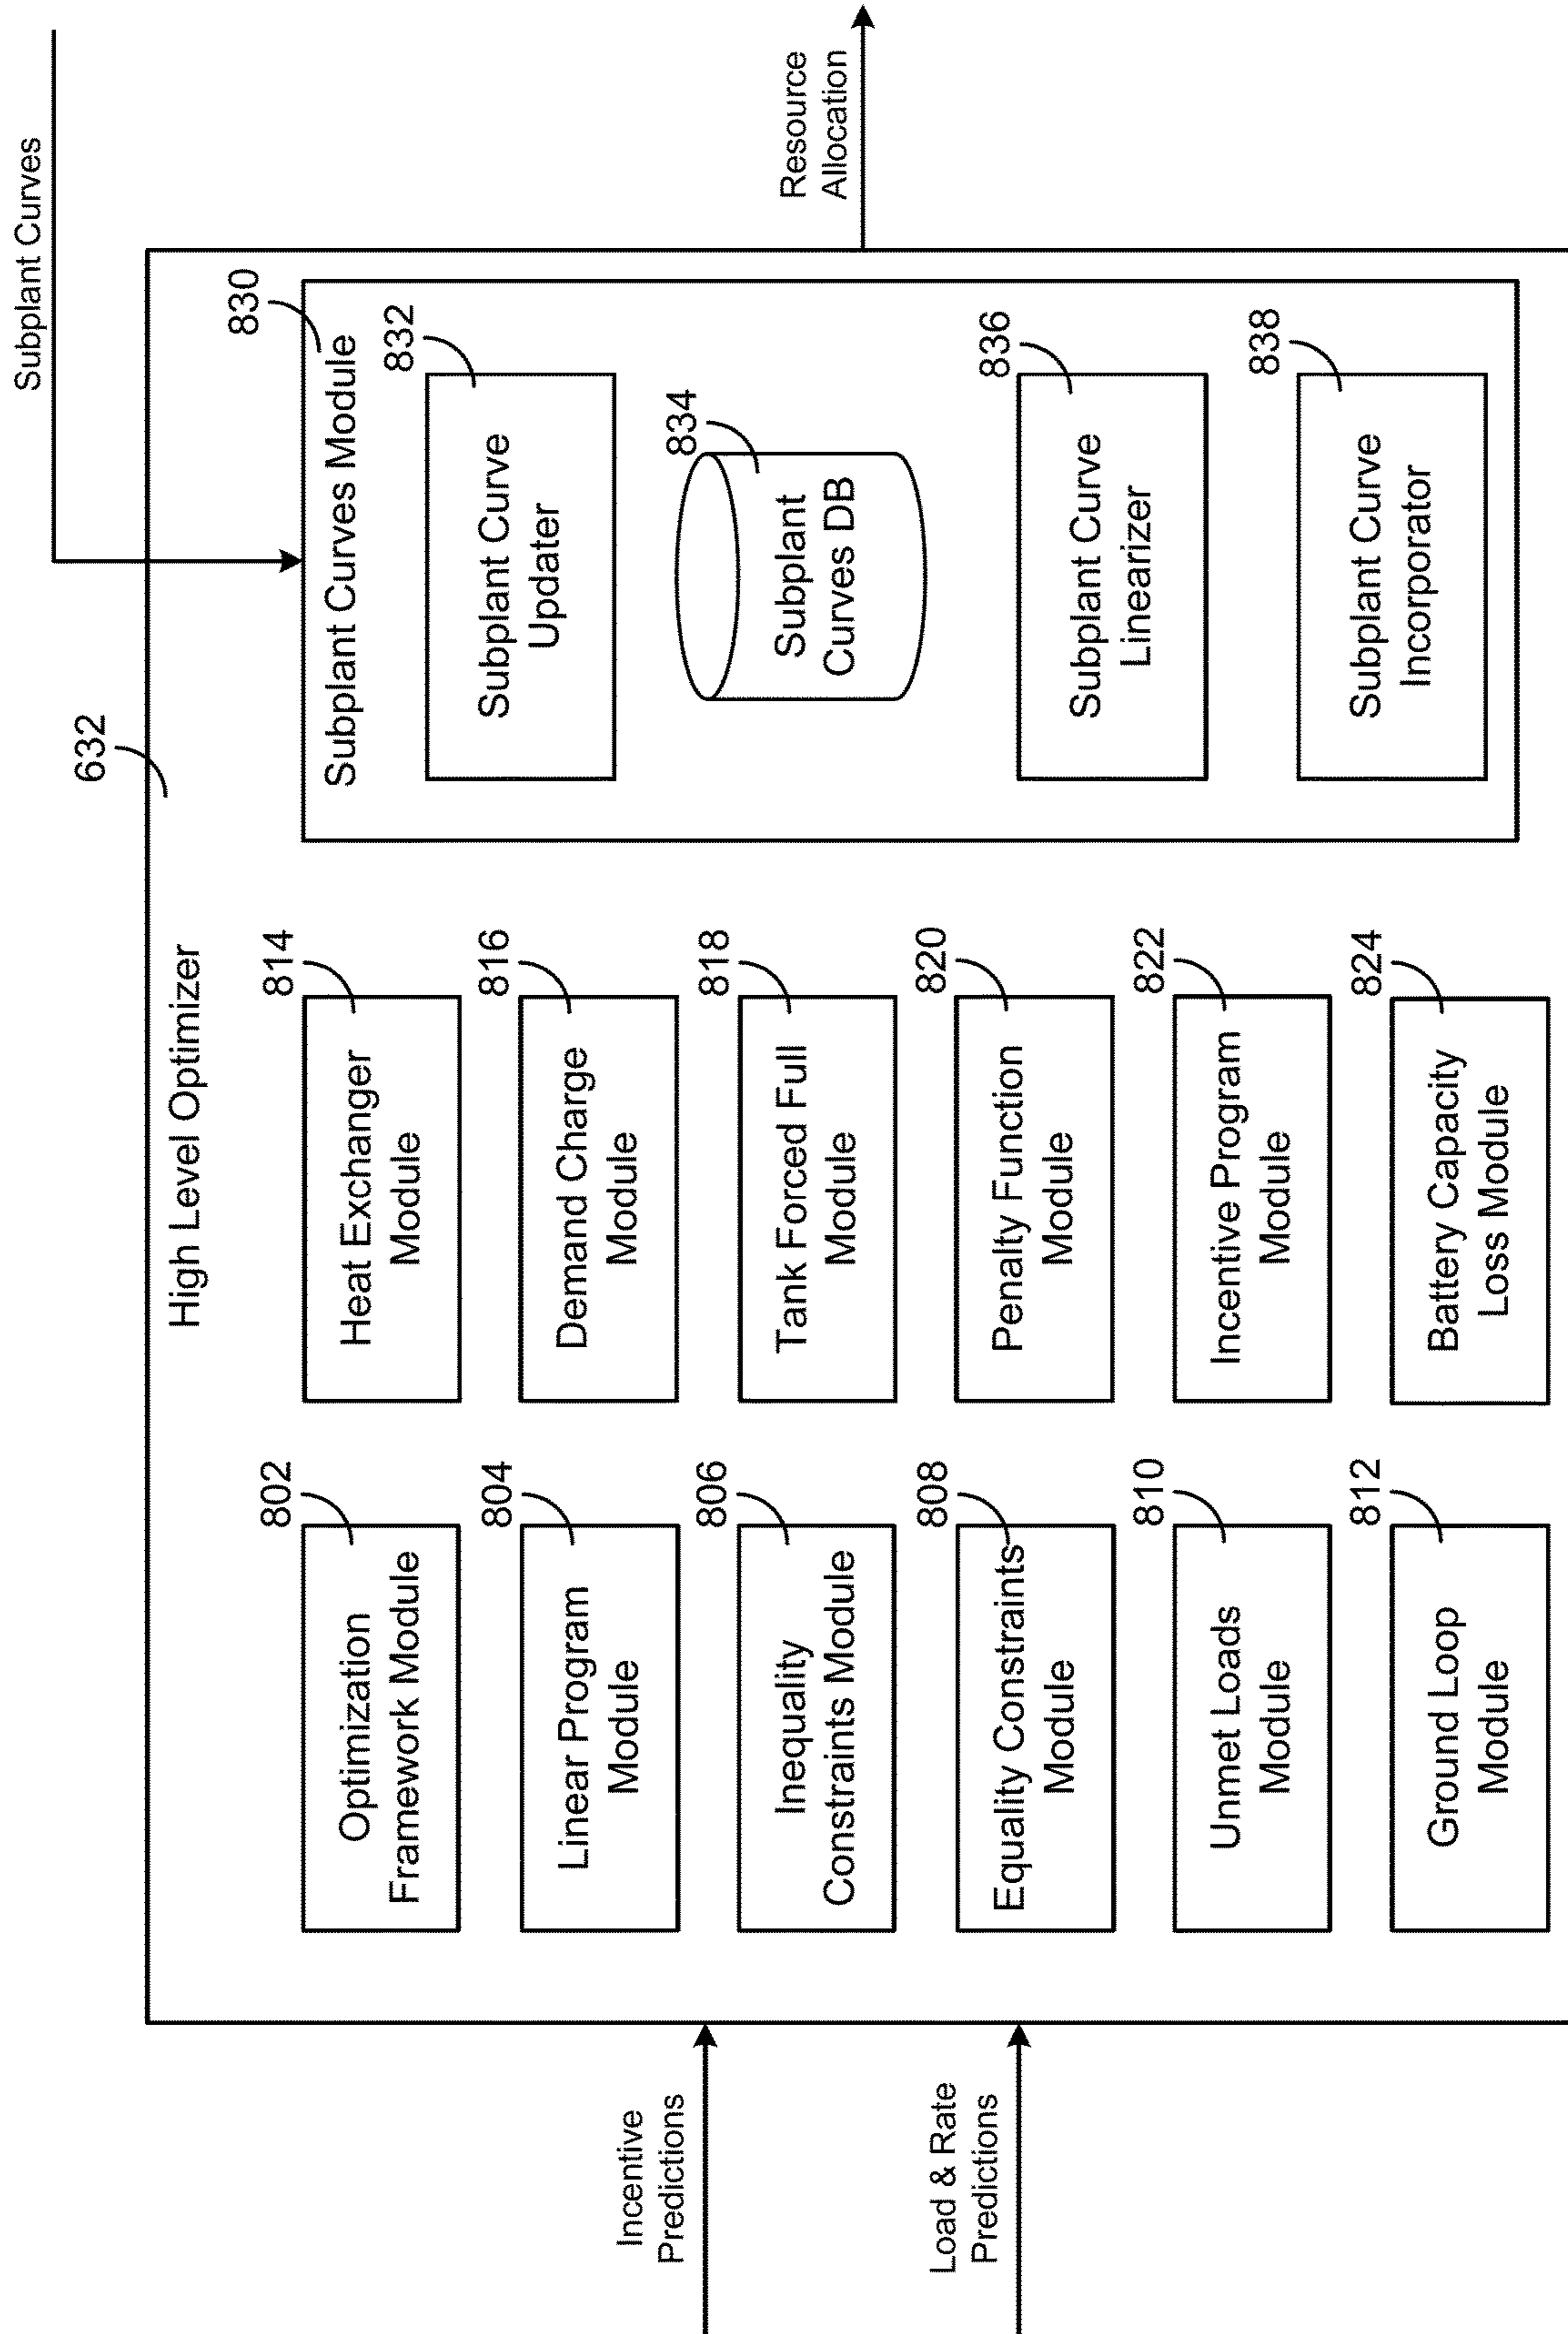 Subplant Curves
632
High Level Optimizer
Incentive
Predictions
Load & Rate
Predictions
802
Optimization
Framework Module
804
Linear Program
Module
806
Inequality
Constraints Module
808
Equality Constraints
Module
810
Unmet Loads
Module
812
Ground Loop
Module
814
Heat Exchanger
Module
816
Demand Charge
Module
818
Tank Forced Full
Module
820
Penalty Function
Module
822
Incentive Program
Module
824
Battery Capacity
Loss Module
830
Subplant Curves Module
832
Subplant Curve
Updater
834
Subplant
Curves DB
836
Subplant Curve
Linearizer
838
Subplant Curve
Incorporator
Resource
Allocation